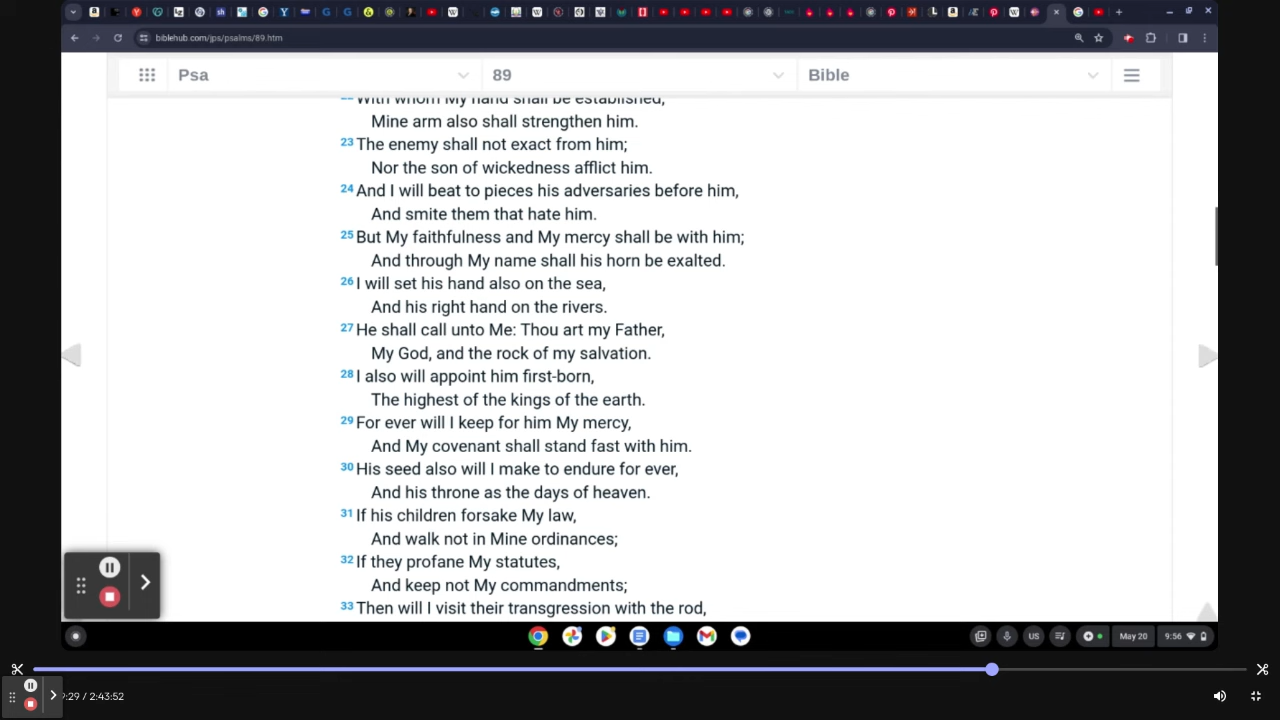 biblehub.com/jps/psalms/89.htm
Psa
89
Bible
22 With whom My hand shall be established,
Mine arm also shall strengthen him.
23 The enemy shall not exact from him;
Nor the son of wickedness afflict him.
24 And I will beat to pieces his adversaries before him,
And smite them that hate him.
25 But My faithfulness and My mercy shall be with him;
And through My name shall his horn be exalted.
26 I will set his hand also on the sea,
And his right hand on the rivers.
27 He shall call unto Me: Thou art my Father,
My God, and the rock of my salvation.
28 I also will appoint him first-born,
The highest of the kings of the earth.
29 For ever will I keep for him My mercy,
And My covenant shall stand fast with him.
30 His seed also will I make to endure for ever,
And his throne as the days of heaven.
31 If his children forsake My law,
And walk not in Mine ordinances;
32 If they profane My statutes,
And keep not My commandments;
33 Then will I visit their transgression with the rod,
US
May 20
9:56
9:29 / 2:43:52